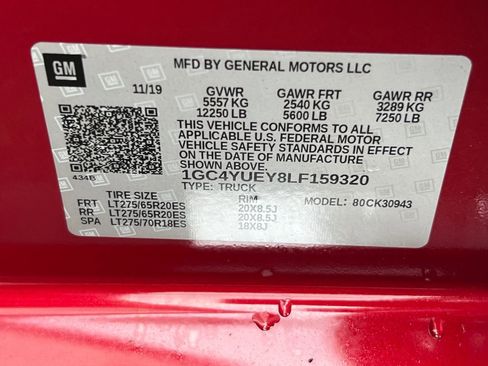 GM
MFD BY GENERAL MOTORS LLC
11/19 GVWR GAWR FRT GAWR RR
5557 KG 2540 KG 3289 KG
12250 LB 5600 LB 7250 LB
THIS VEHICLE CONFORMS TO ALL
APPLICABLE U.S. FEDERAL MOTOR
VEHICLE SAFETY STANDARDS IN EFFECT
ON THE DATE OF MANUFACTURE
SHOWN ABOVE.
434B 1GC4YUEY8LF159320
TYPE: TRUCK MODEL: 80CK30943
TIRE SIZE RIM
FRT LT275/65R20ES 20X8.5J
RR LT275/65R20ES 20X8.5J
SPA LT275/70R18ES 18X8J